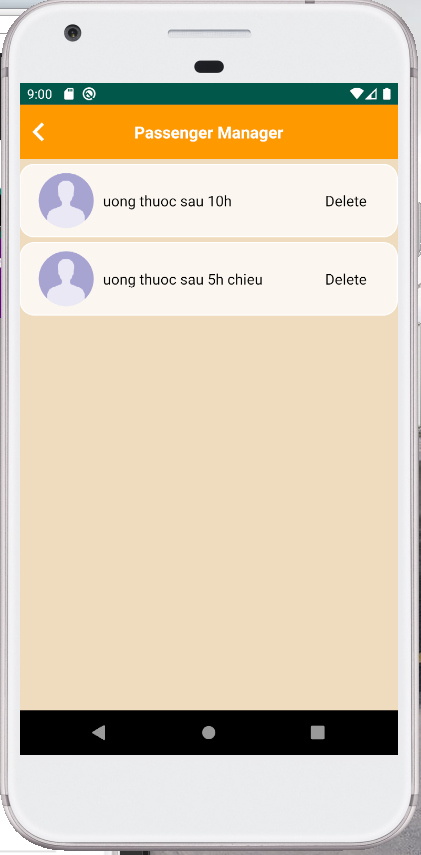 9:00
Passenger Manager
uong thuoc sau 10h Delete
uong thuoc sau 5h chieu Delete